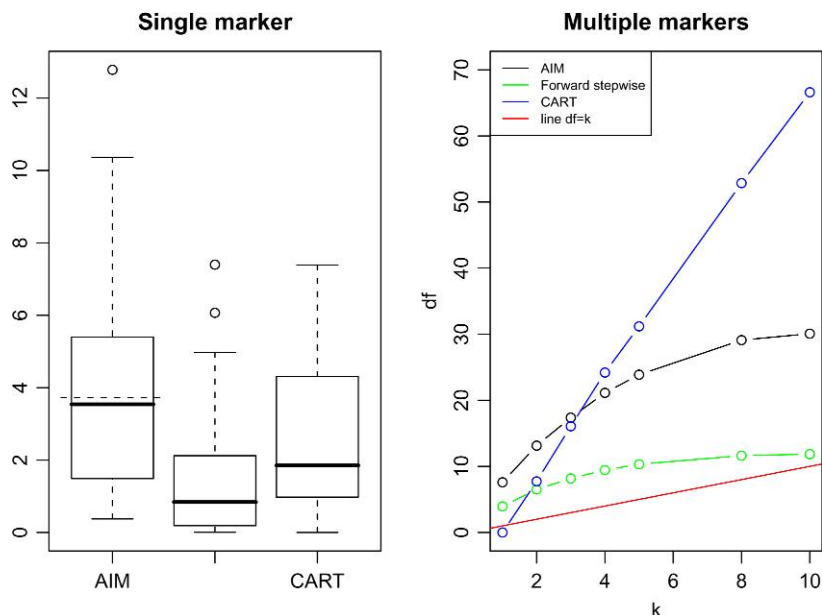 Single marker
12
10
8
6
4
2
0
AIM
CART
Multiple markers
AIM
Forward stepwise
CART
line df=k
70
60
50
40
30
20
10
0
df
2
4
6
8
10
k